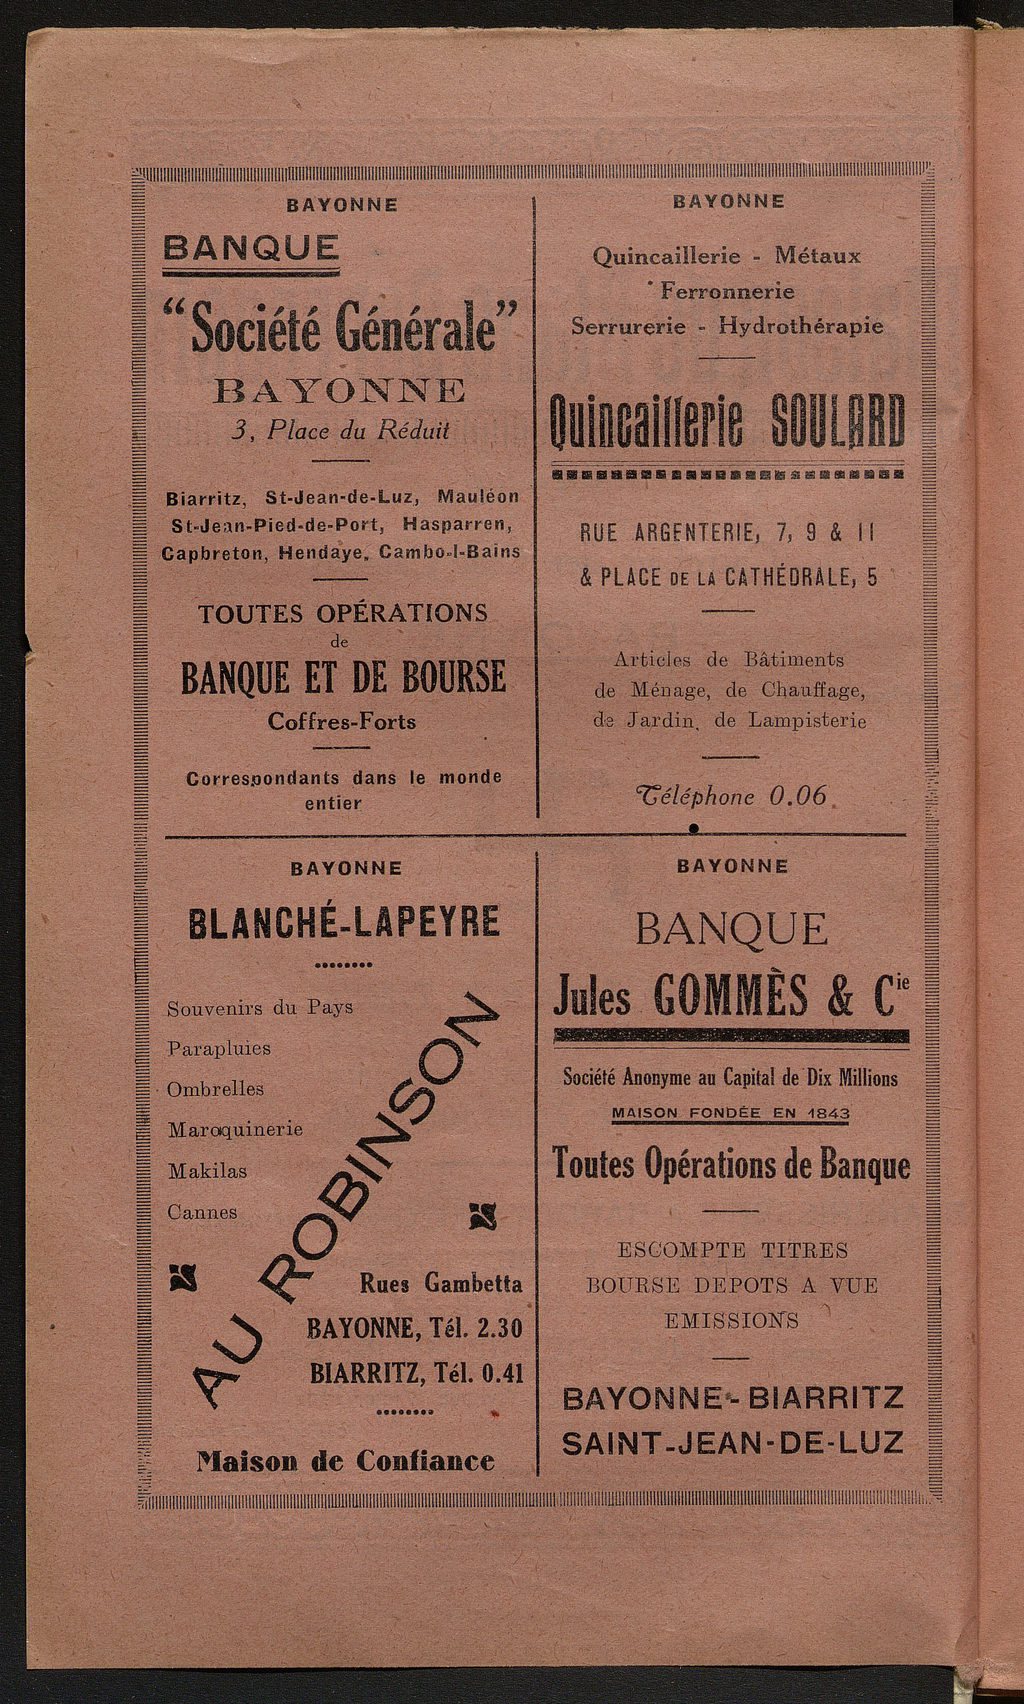 BAYONNE
BANQUE
“Société Générale”
BAYONNE
3, Place du Réduit
Biarritz, St-Jean-de-Luz, Mauléon
St-Jean-Pied-de-Port, Hasparren,
Capbreton, Hendaye, Cambo-l-Bains
TOUTES OPÉRATIONS
de
BANQUE ET DE BOURSE
Coffres-Forts
Correspondants dans le monde
entier
BAYONNE
Quincaillerie - Métaux
Ferronnerie
Serrurerie - Hydrothérapie
Quincaillerie SOULARD
RUE ARGENTERIE, 7, 9 & 11
& PLACE DE LA CATHÉDRALE, 5
Articles de Bâtiments
de Ménage, de Chauffage,
de Jardin, de Lampisterie
Téléphone 0.06
BAYONNE
BLANCHÉ-LAPEYRE
Souvenirs du Pays
Parapluies
Ombrelles
Maroquinerie
Makilas
Cannes
AU ROBINSON
Rues Gambetta
BAYONNE, Tél. 2.30
BIARRITZ, Tél. 0.41
Maison de Confiance
BAYONNE
BANQUE
Jules GOMMÈS & Cie
Société Anonyme au Capital de Dix Millions
MAISON FONDÉE EN 1843
Toutes Opérations de Banque
ESCOMPTE TITRES
BOURSE DEPOTS A VUE
EMISSIONS
BAYONNE - BIARRITZ
SAINT-JEAN-DE-LUZ